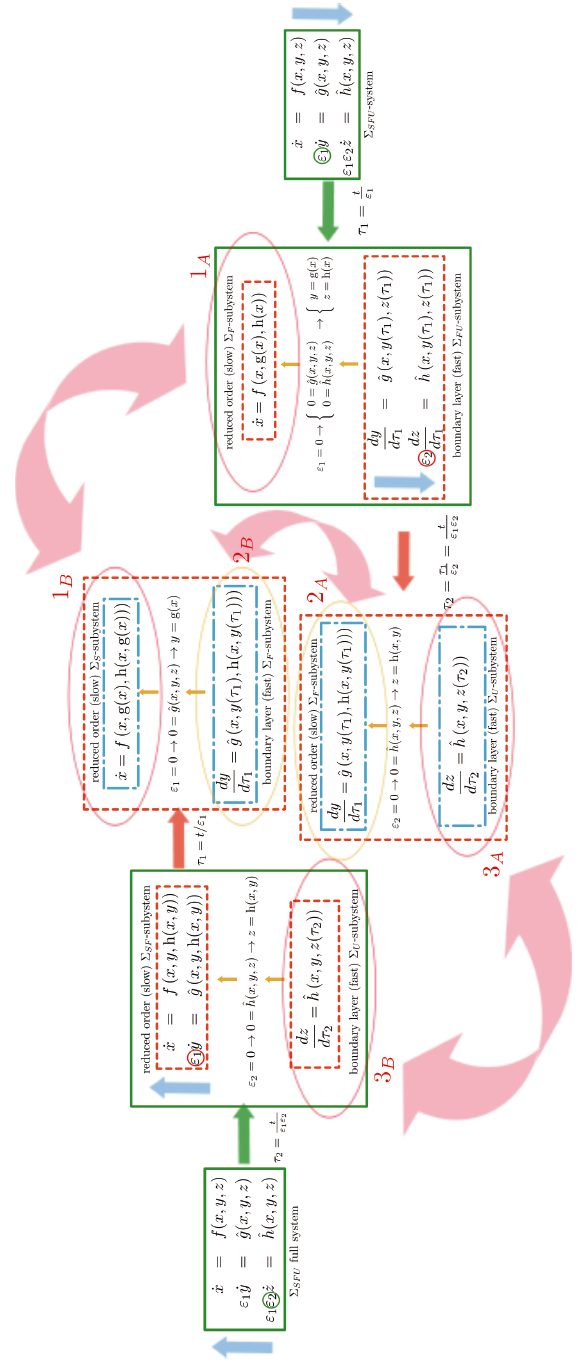 ẋ = f(x, y, z)
ε₁ẏ = ĝ(x, y, z)
ε₁ε₂ż = ĥ(x, y, z)
Σ_SFU full system
τ₂ = t/(ε₁ε₂)
reduced order (slow) Σ_SF-subsystem
ẋ = f(x, y, h(x, y))
ε₁ẏ = ĝ(x, y, h(x, y))
ε₂ = 0 → 0 = ĥ(x, y, z) → z = h(x, y)
dz/dτ₂ = ĥ(x, y, z(τ₂))
boundary layer (fast) Σ_U-subsystem
3_B
τ₁ = t/ε₁
1_B
reduced order (slow) Σ_S-subsystem
ẋ = f(x, g(x), h(x, g(x)))
ε₁ = 0 → 0 = ĝ(x, y, z) → y = g(x)
dy/dτ₁ = ĝ(x, y(τ₁), h(x, y(τ₁)))
boundary layer (fast) Σ_F-subsystem
2_B
2_A
reduced order (slow) Σ_F-subsystem
dy/dτ₁ = ĝ(x, y(τ₁), h(x, y(τ₁)))
ε₂ = 0 → 0 = ĥ(x, y, z) → z = h(x, y)
dz/dτ₂ = ĥ(x, y, z(τ₂))
boundary layer (fast) Σ_U-subsystem
3_A
τ₂ = τ₁/ε₂ = t/(ε₁ε₂)
1_A
reduced order (slow) Σ_F-subsystem
ẋ = f(x, g(x), h(x))
ε₁ = 0 → { 0 = ĝ(x, y, z) → { y = g(x)
0 = ĥ(x, y, z) z = h(x)
dy/dτ₁ = ĝ(x, y(τ₁), z(τ₁))
ε₂ dz/dτ₁ = ĥ(x, y(τ₁), z(τ₁))
boundary layer (fast) Σ_FU-subsystem
τ₁ = t/ε₁
ẋ = f(x, y, z)
ε₁ẏ = ĝ(x, y, z)
ε₁ε₂ż = ĥ(x, y, z)
Σ_SFU-system